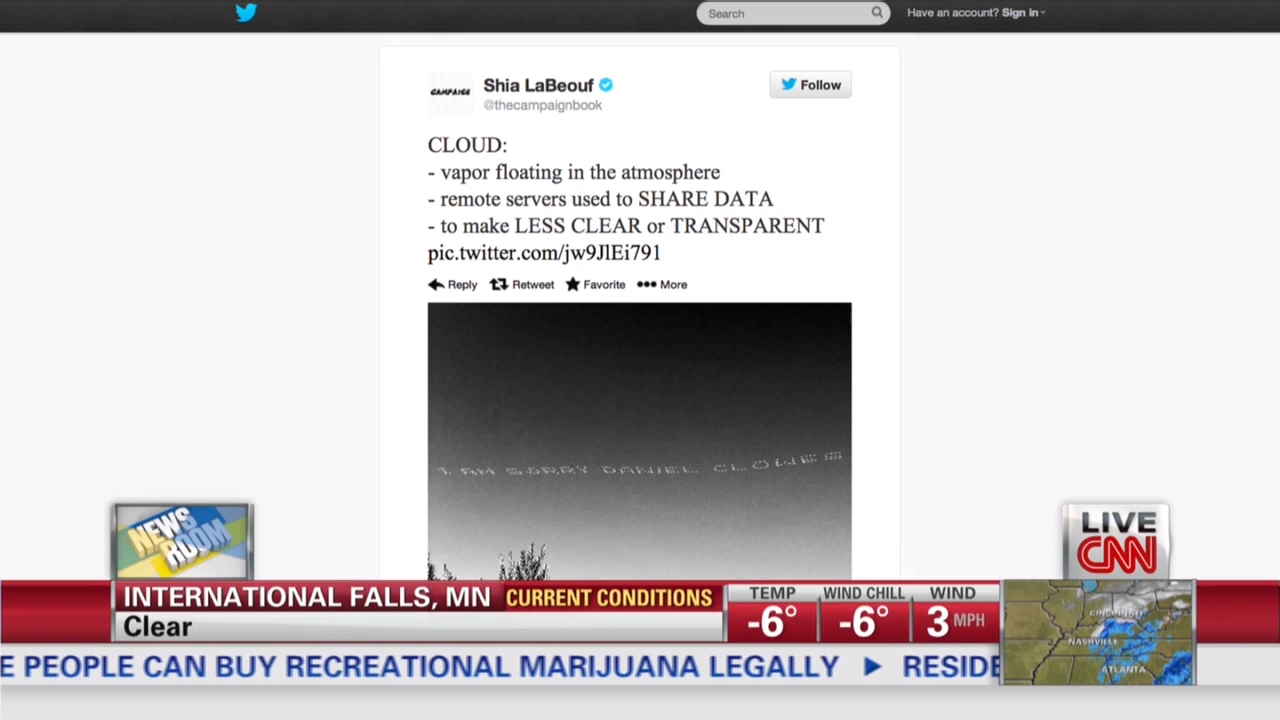 Search
Have an account? Sign in
CAMPAIGN
Shia LaBeouf
@thecampaignbook
Follow
CLOUD:
- vapor floating in the atmosphere
- remote servers used to SHARE DATA
- to make LESS CLEAR or TRANSPARENT
pic.twitter.com/jw9JlEi791
Reply Retweet Favorite More
I AM SORRY DANIEL CLOWES
NEWS
ROOM
LIVE
CNN
INTERNATIONAL FALLS, MN CURRENT CONDITIONS
Clear
TEMP WIND CHILL WIND
-6° -6° 3 MPH
CINCINNATI
NASHVILLE
ATLANTA
E PEOPLE CAN BUY RECREATIONAL MARIJUANA LEGALLY RESIDE